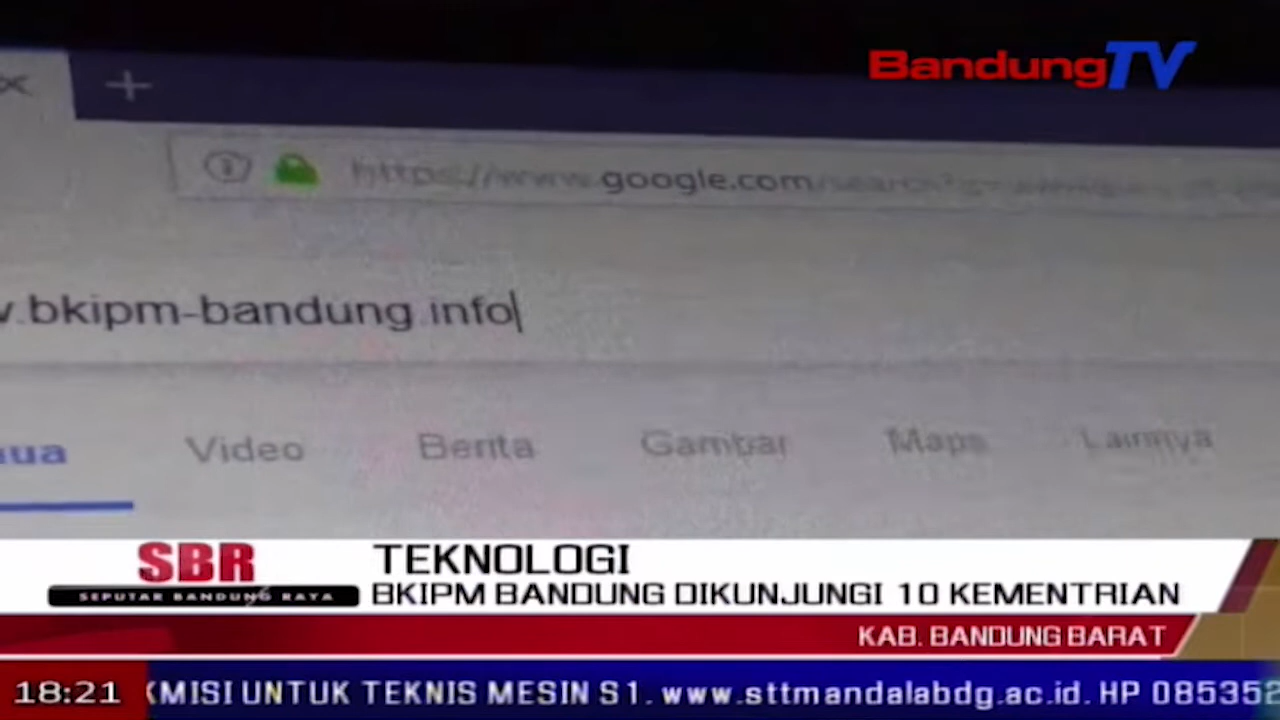 BandungTV
https://www.google.com/search?q=
.bkipm-bandung.info
Video Berita Gambar Maps Lainnya
SBR
SEPUTAR BANDUNG RAYA
TEKNOLOGI
BKIPM BANDUNG DIKUNJUNGI 10 KEMENTRIAN
KAB. BANDUNG BARAT
18:21
KMISI UNTUK TEKNIS MESIN S1. www.sttmandalabdg.ac.id. HP 085352